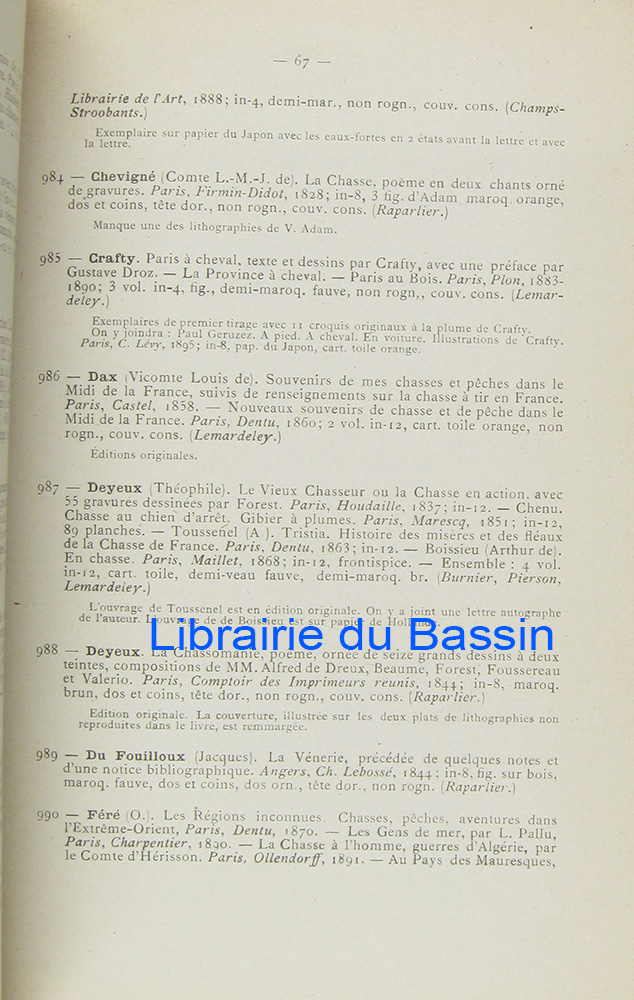 — 67 —
Librairie de l'Art, 1888; in-4, demi-mar., non rogn., couv. cons. (Champs-
Stroobants.)
Exemplaire sur papier du Japon avec les eaux-fortes en 2 états avant la lettre et avec
la lettre.
984 — Chevigné (Comte L.-M.-J. de). La Chasse, poème en deux chants orné
de gravures. Paris, Firmin-Didot, 1828; in-8, 3 fig. d'Adam, maroq. orange,
dos et coins, tête dor., non rogn., couv. cons. (Raparlier.)
Manque une des lithographies de V. Adam.
985 — Crafty. Paris à cheval, texte et dessins par Crafty, avec une préface par
Gustave Droz. — La Province à cheval. — Paris au Bois. Paris, Plon, 1883-
1890; 3 vol. in-4, fig., demi-maroq. fauve, non rogn,, couv. cons. (Lemar-
deley.)
Exemplaires de premier tirage avec 11 croquis originaux à la plume de Crafty.
On y joindra : Paul Geruzez. A pied. A cheval. En voiture. Illustrations de Crafty.
Paris, C. Lévy, 1895; in-8, pap. du Japon, cart. toile orange.
986 — Dax (Vicomte Louis de). Souvenirs de mes chasses et pêches dans le
Midi de la France, suivis de renseignements sur la chasse à tir en France.
Paris, Castel, 1858. — Nouveaux souvenirs de chasse et de pêche dans le
Midi de la France. Paris, Dentu, 1860; 2 vol. in-12, cart. toile orange, non
rogn., couv. cons. (Lemardeley.)
Éditions originales.
987 — Deyeux (Théophile). Le Vieux Chasseur ou la Chasse en action, avec
55 gravures dessinées par Forest. Paris, Houdaille, 1837; in-12. — Chenu.
Chasse au chien d'arrêt. Gibier à plumes. Paris, Marescq, 1851; in-12,
89 planches. — Toussenel (A ). Tristia. Histoire des misères et des fléaux
de la Chasse de France. Paris, Dentu, 1863; in-12. — Boissieu (Arthur de).
En chasse. Paris, Maillet, 1868; in-12, frontispice. — Ensemble : 4 vol.
in-12, cart. toile, demi-veau fauve, demi-maroq. br. (Burnier, Pierson,
Lemardeley.)
L'ouvrage de Toussenel est en édition originale. On y a joint une lettre autographe
de l'auteur. L'ouvrage de de Boissieu est sur papier de Hollande.
Librairie du Bassin
988 — Deyeux. La Chassomanie, poème, ornée de seize grands dessins à deux
teintes, compositions de MM. Alfred de Dreux, Beaume, Forest, Foussereau
et Valerio. Paris, Comptoir des Imprimeurs reunis, 1844; in-8, maroq.
brun, dos et coins, tête dor., non rogn., couv. cons. (Raparlier.)
Edition originale. La couverture, illustrée sur les deux plats de lithographies non
reproduites dans le livre, est remmargée.
989 — Du Fouilloux (Jacques). La Vénerie, précédée de quelques notes et
d'une notice bibliographique. Angers, Ch. Lebossé, 1844; in-8, fig. sur bois,
maroq. fauve, dos et coins, dos orn., tête dor., non rogn. (Raparlier.)
990 — Féré (O.). Les Régions inconnues. Chasses, pêches, aventures dans
l'Extrême-Orient, Paris, Dentu, 1870. — Les Gens de mer, par L. Pallu,
Paris, Charpentier, — La Chasse à l'homme, guerres d'Algérie, par
le Comte d'Hérisson. Paris, Ollendorff, 1891. — Au Pays des Mauresques,